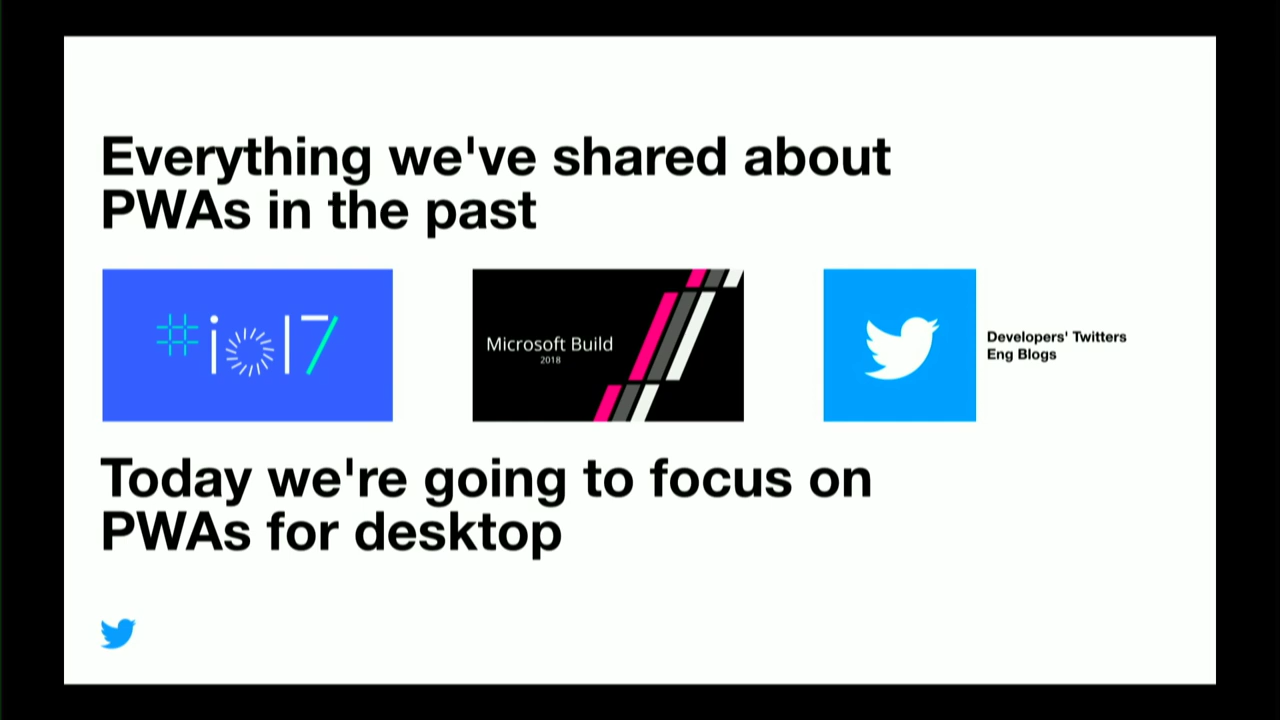 Everything we've shared about
PWAs in the past
#io17
Microsoft Build
2018
Developers' Twitters
Eng Blogs
Today we're going to focus on
PWAs for desktop